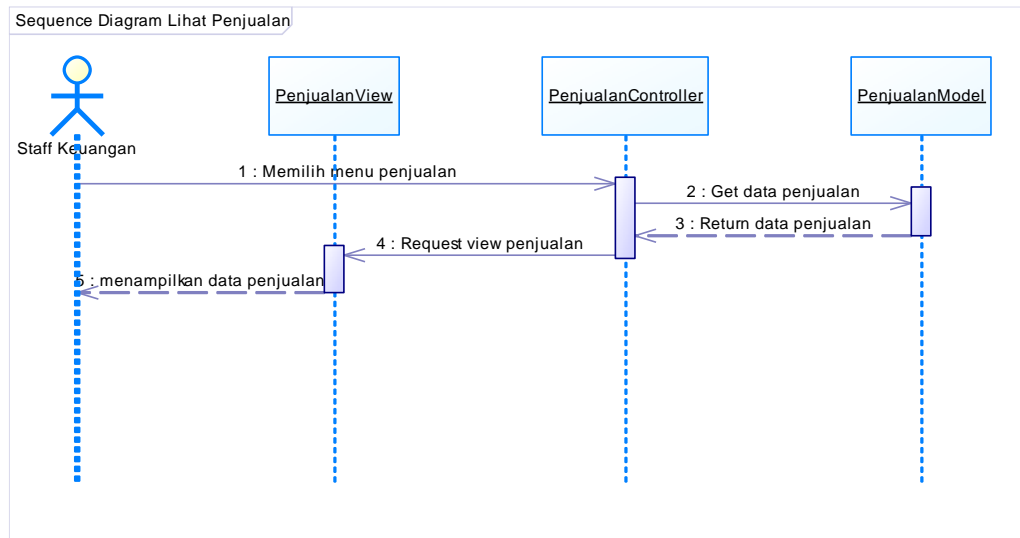 Sequence Diagram Lihat Penjualan
PenjualanView
PenjualanController
PenjualanModel
Staff Keuangan
1 : Memilih menu penjualan
2 : Get data penjualan
3 : Return data penjualan
4 : Request view penjualan
5 : menampilkan data penjualan